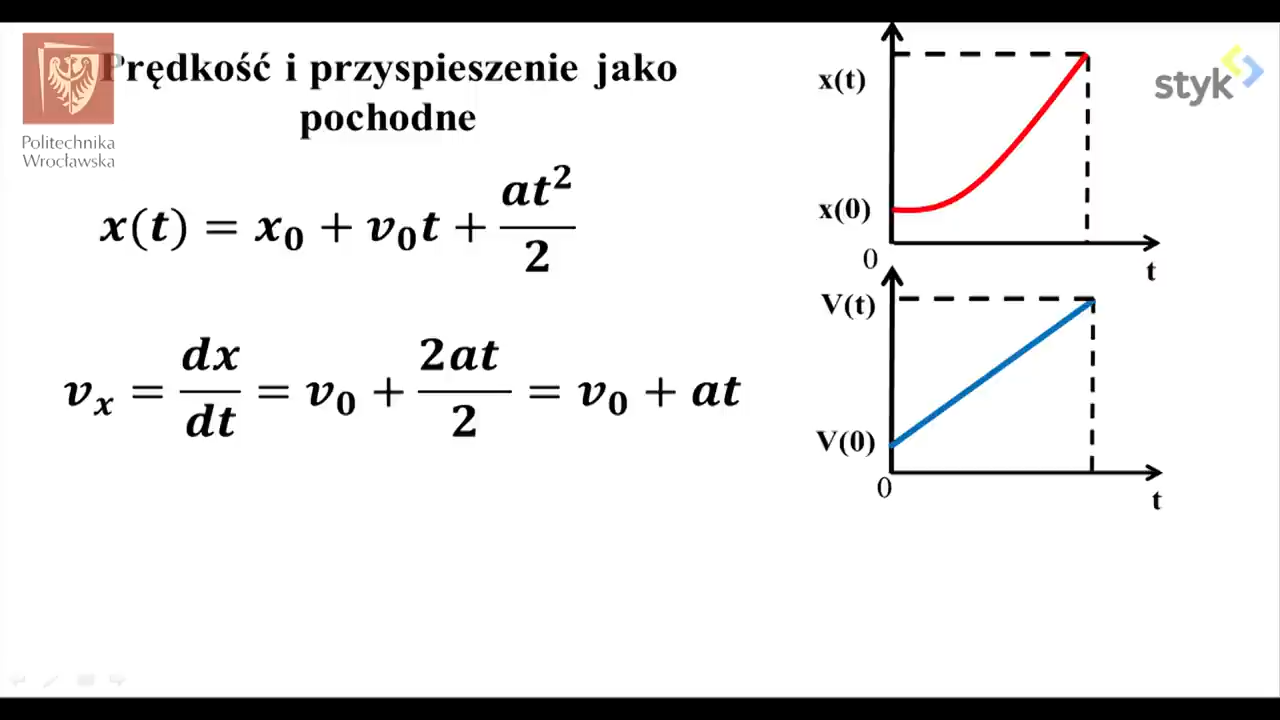 Prędkość i przyspieszenie jako
pochodne
Politechnika
Wrocławska
x(t) = x₀ + v₀t + at²/2
vₓ = dx/dt = v₀ + 2at/2 = v₀ + at
styk
x(t)
x(0)
0
t
V(t)
V(0)
0
t